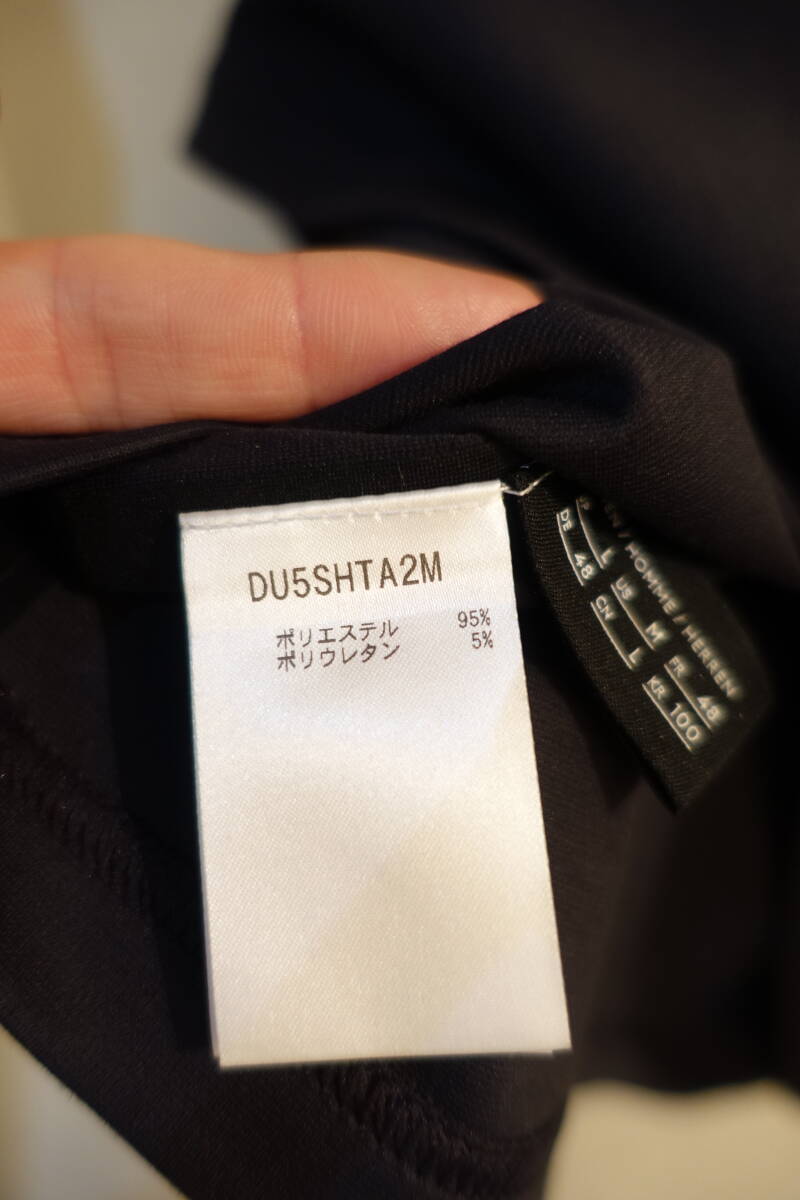 DU5SHTA2M
ポリエステル 95%
ポリウレタン 5%
/ HOMME / HERREN
L US M FR 48
DE 48 CN L KR 100